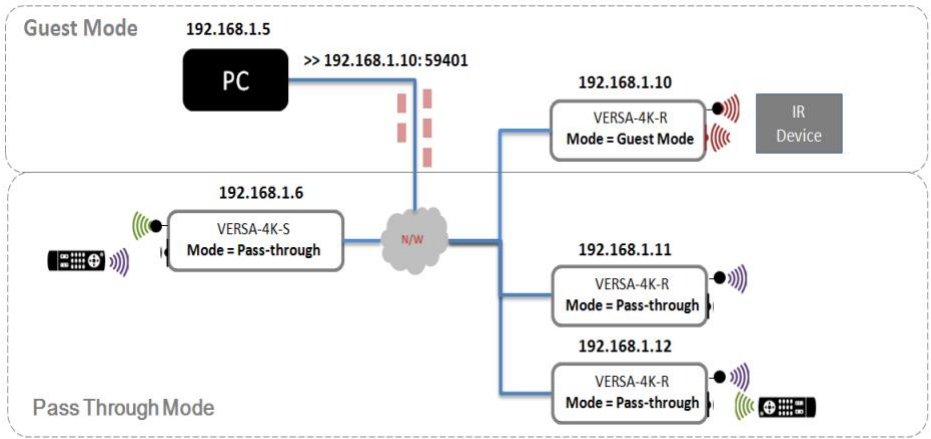 Guest Mode
192.168.1.5
PC
>> 192.168.1.10: 59401
192.168.1.10
VERSA-4K-R
Mode = Guest Mode
IR
Device
192.168.1.6
VERSA-4K-S
Mode = Pass-through
N/W
192.168.1.11
VERSA-4K-R
Mode = Pass-through
192.168.1.12
VERSA-4K-R
Mode = Pass-through
Pass Through Mode